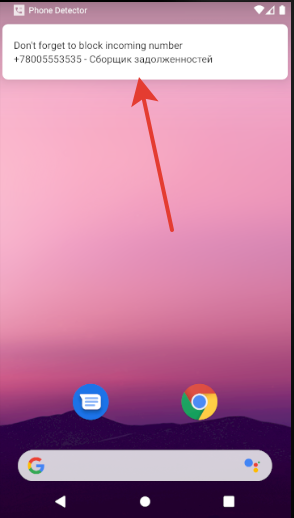 Phone Detector
Don't forget to block incoming number
+78005553535 - Сборщик задолженностей